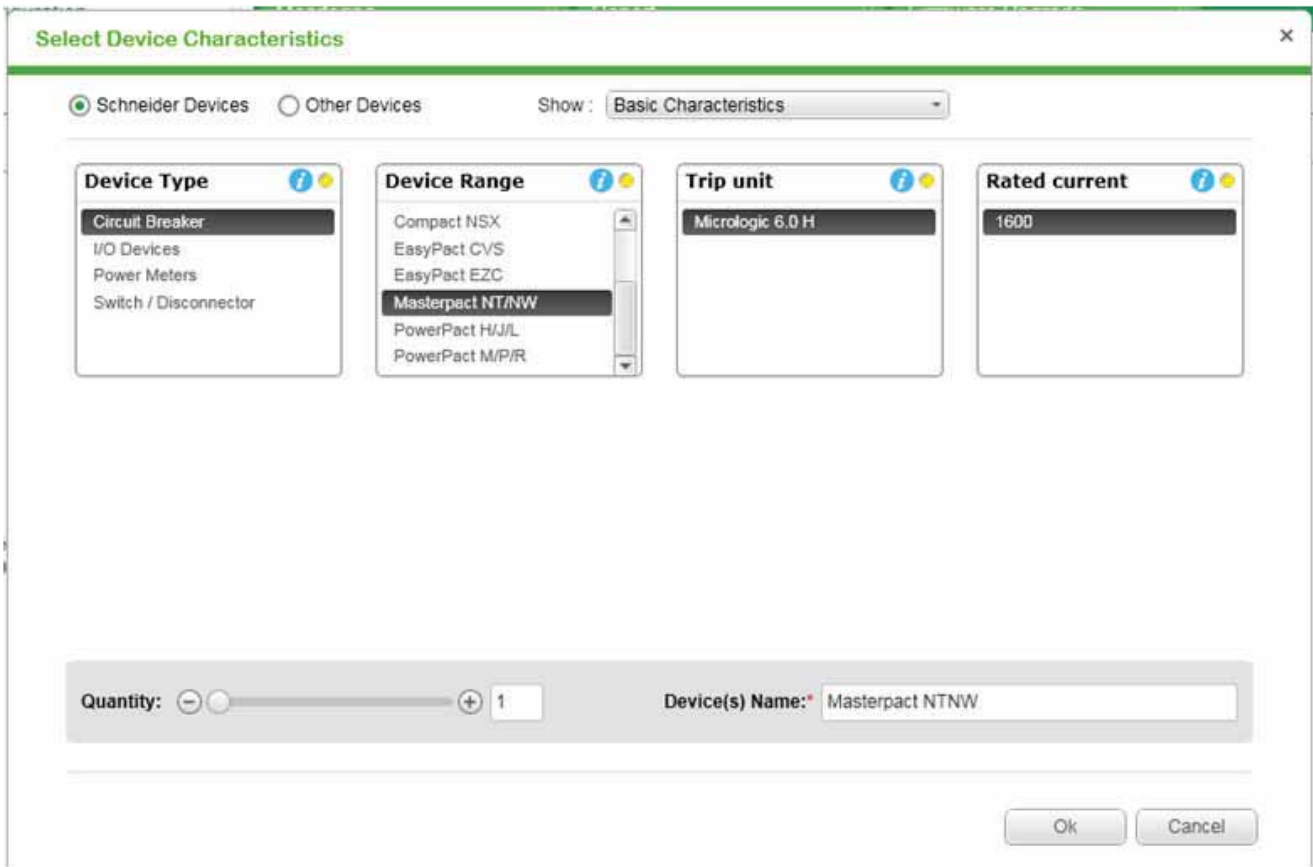 Select Device Characteristics
Schneider Devices Other Devices Show : Basic Characteristics
Device Type
Circuit Breaker
I/O Devices
Power Meters
Switch / Disconnector
Device Range
Compact NSX
EasyPact CVS
EasyPact EZC
Masterpact NT/NW
PowerPact H/J/L
PowerPact M/P/R
Trip unit
Micrologic 6.0 H
Rated current
1600
Quantity: 1 Device(s) Name:* Masterpact NTNW
Ok Cancel